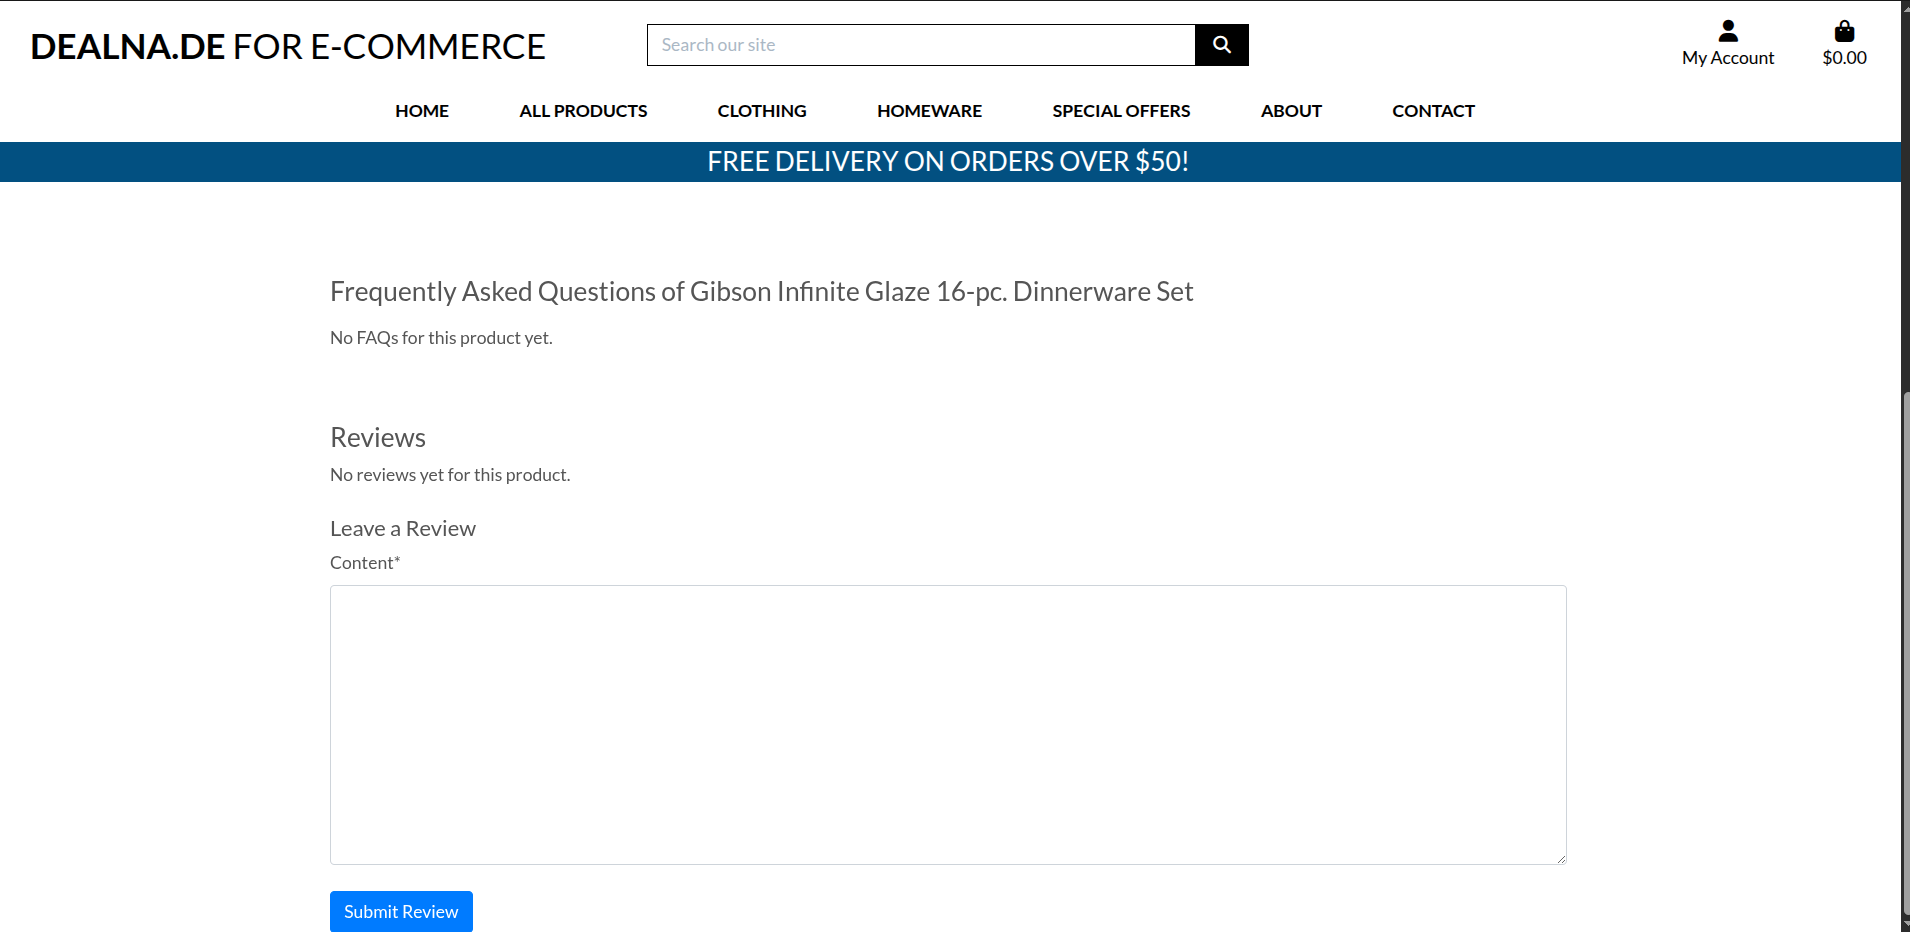 DEALNA.DE FOR E-COMMERCE
Search our site
My Account
$0.00
HOME
ALL PRODUCTS
CLOTHING
HOMEWARE
SPECIAL OFFERS
ABOUT
CONTACT
FREE DELIVERY ON ORDERS OVER $50!
Frequently Asked Questions of Gibson Infinite Glaze 16-pc. Dinnerware Set
No FAQs for this product yet.
Reviews
No reviews yet for this product.
Leave a Review
Content*
Submit Review